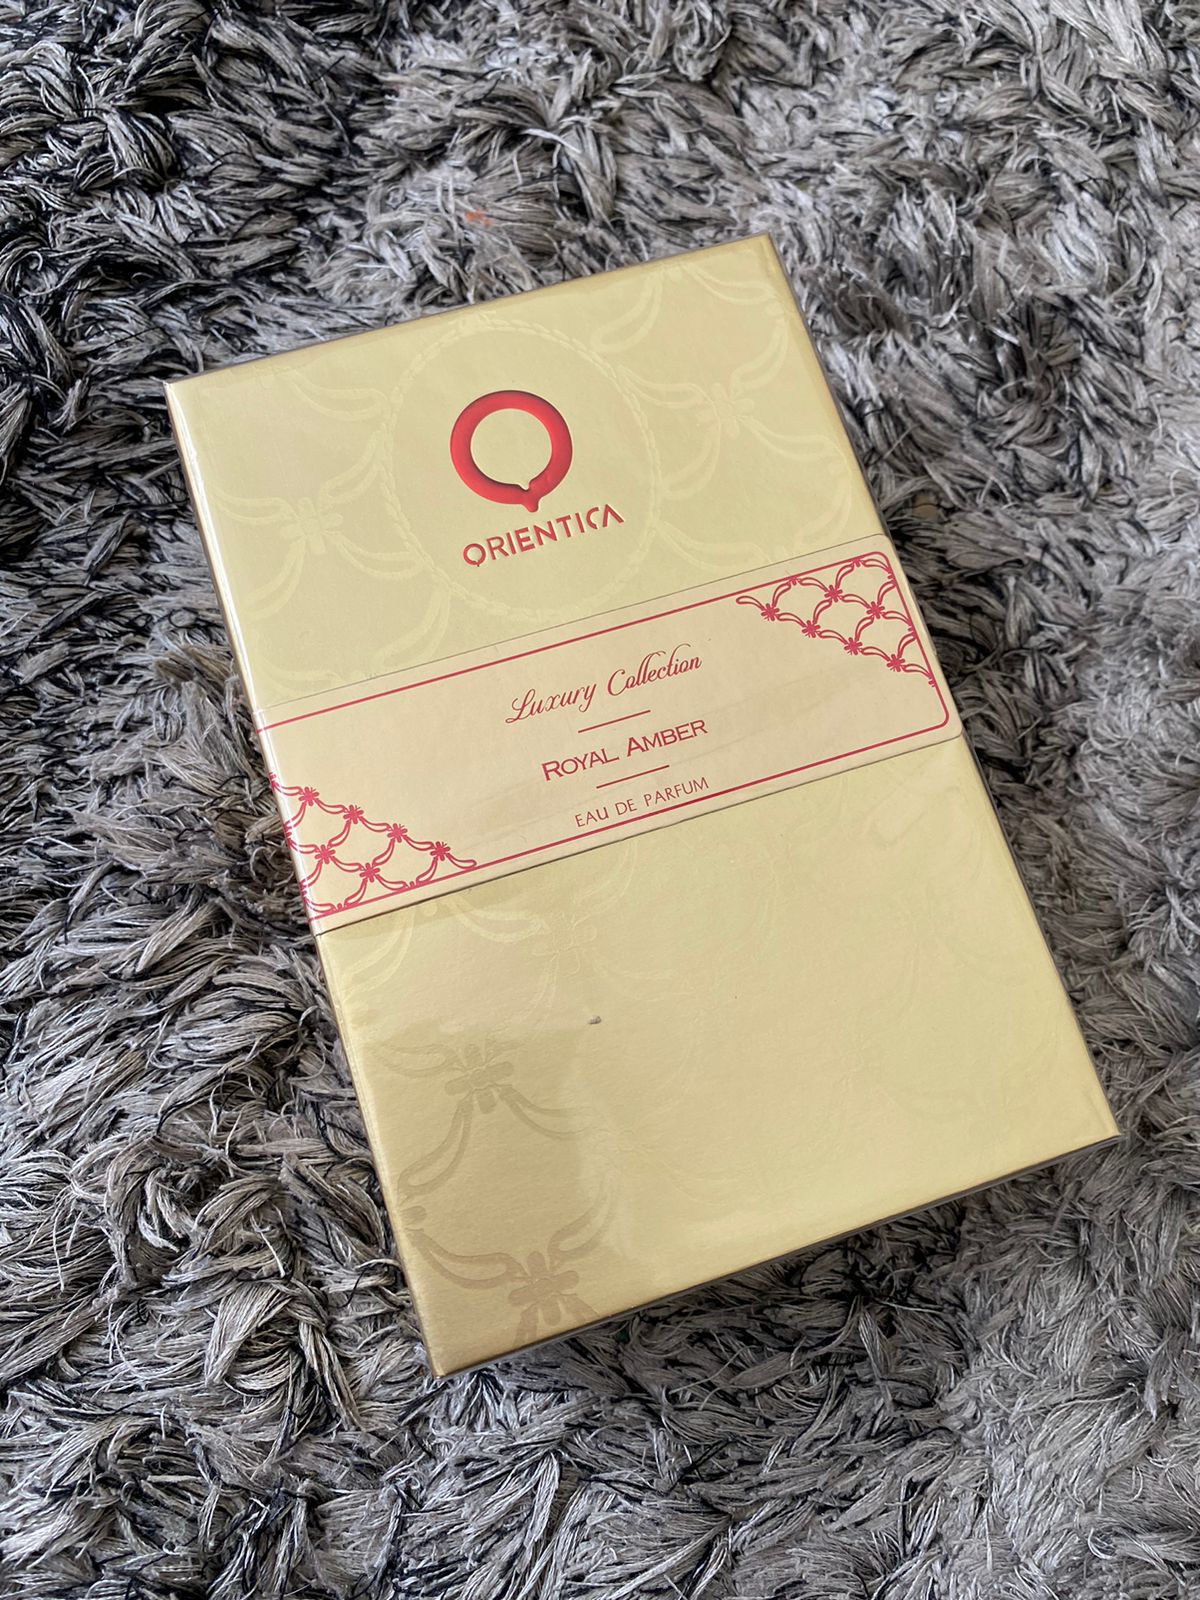 ORIENTICA
Luxury Collection
ROYAL AMBER
EAU DE PARFUM